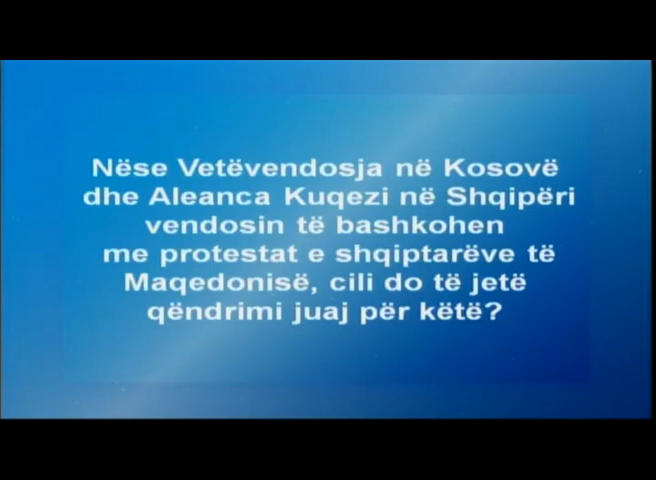 Nëse Vetëvendosja në Kosovë
dhe Aleanca Kuqezi në Shqipëri
vendosin të bashkohen
me protestat e shqiptarëve të
Maqedonisë, cili do të jetë
qëndrimi juaj për këtë?